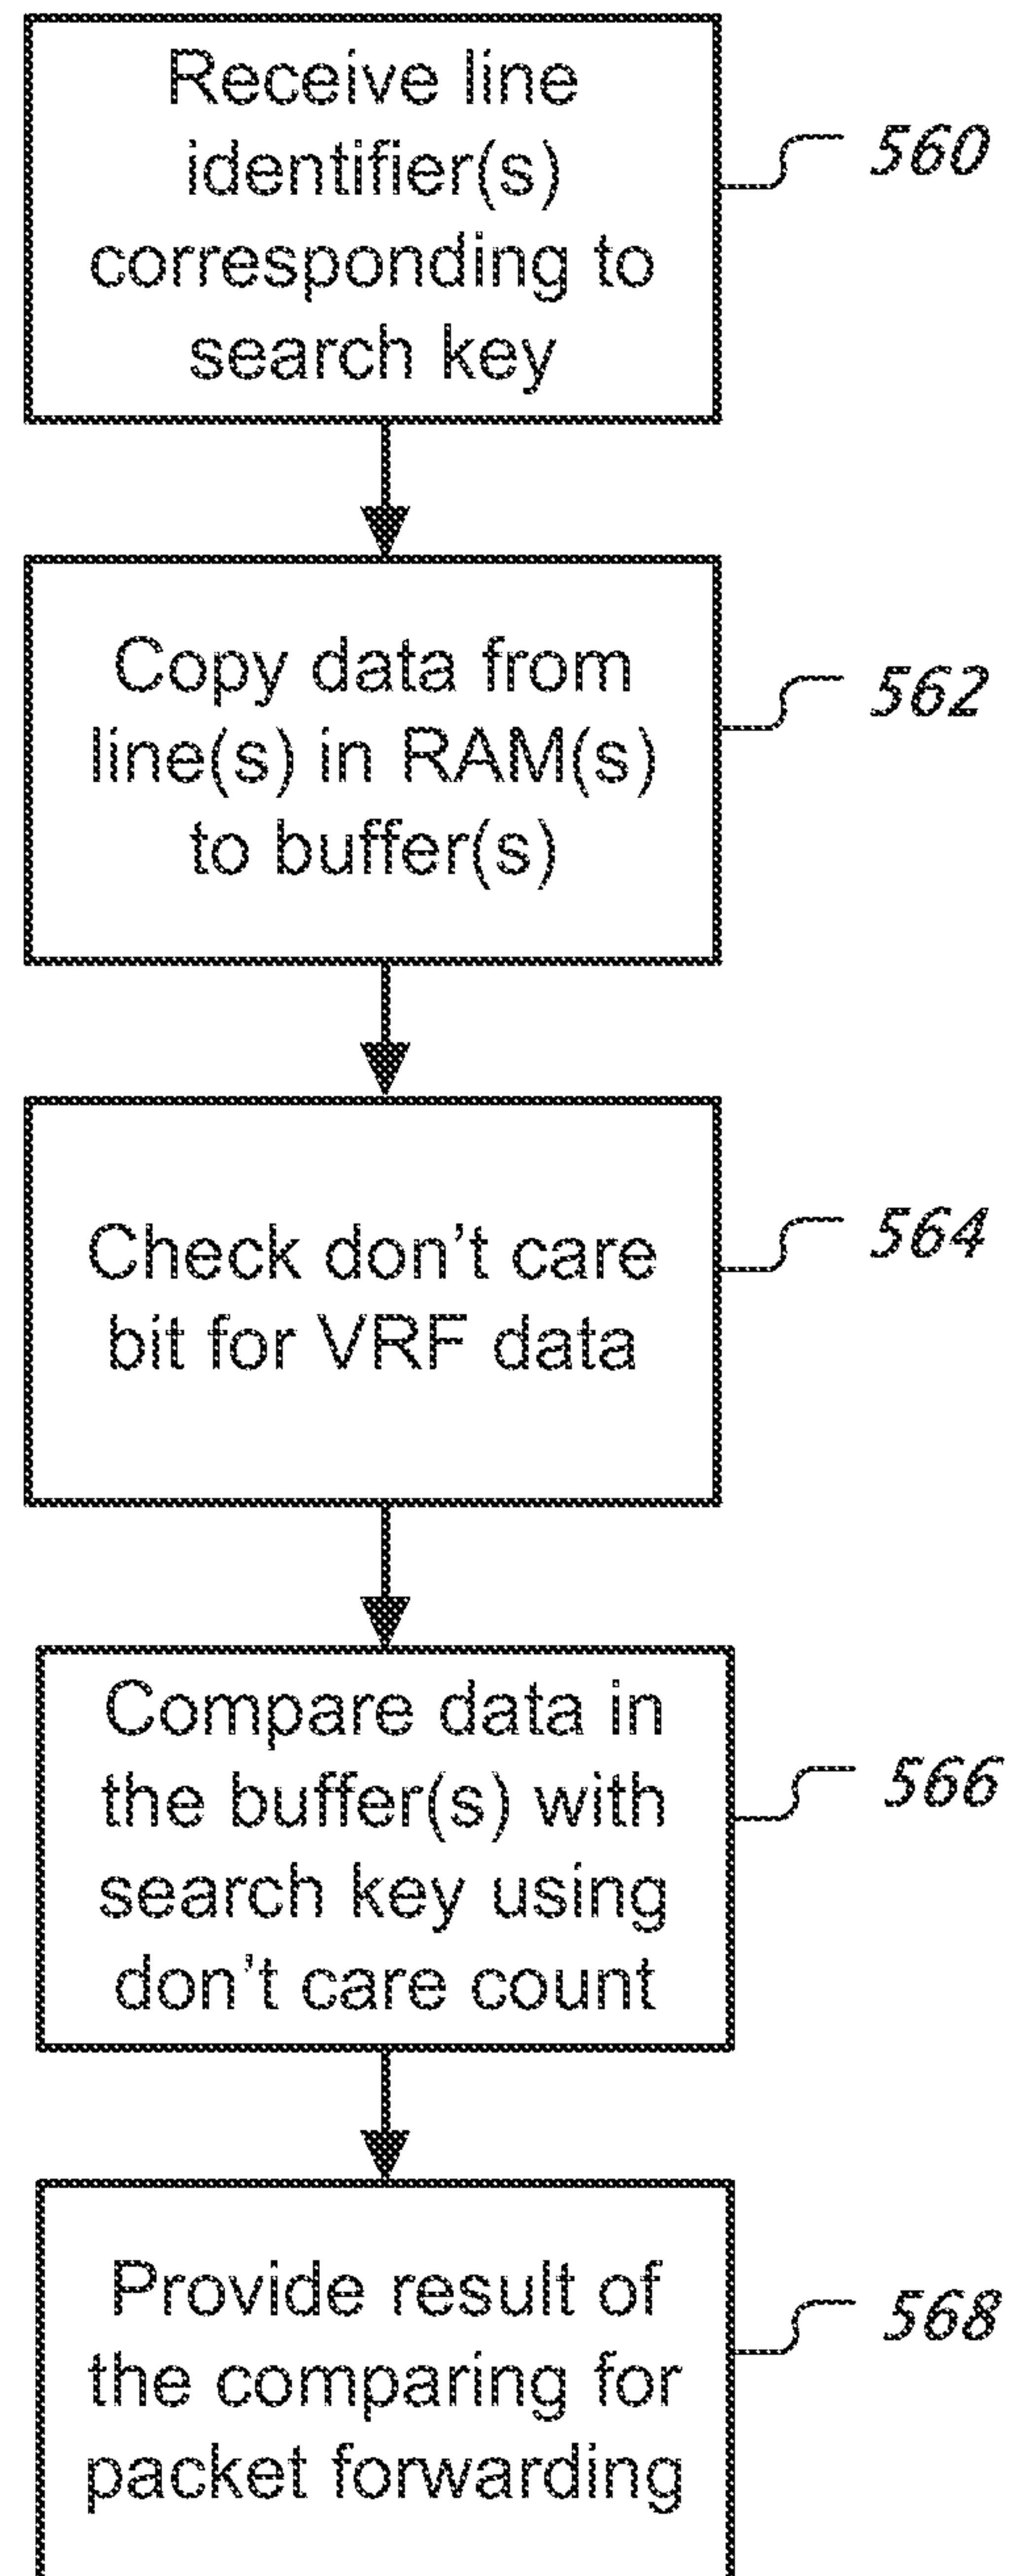 Receive line
identifier(s)
corresponding to
search key
560
Copy data from
line(s) in RAM(s)
to buffer(s)
562
Check don't care
bit for VRF data
564
Compare data in
the buffer(s) with
search key using
don't care count
566
Provide result of
the comparing for
packet forwarding
568